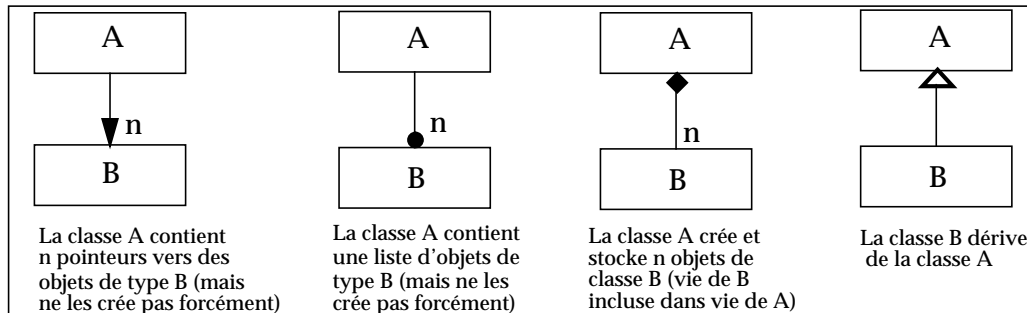 A
n
B
La classe A contient
n pointeurs vers des
objets de type B (mais
ne les crée pas forcément)
A
n
B
La classe A contient
une liste d'objets de
type B (mais ne les
crée pas forcément)
A
n
B
La classe A crée et
stocke n objets de
classe B (vie de B
incluse dans vie de A)
A
B
La classe B dérive
de la classe A